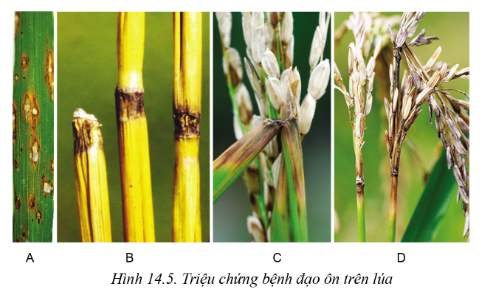 A B C D
Hình 14.5. Triệu chứng bệnh đạo ôn trên lúa